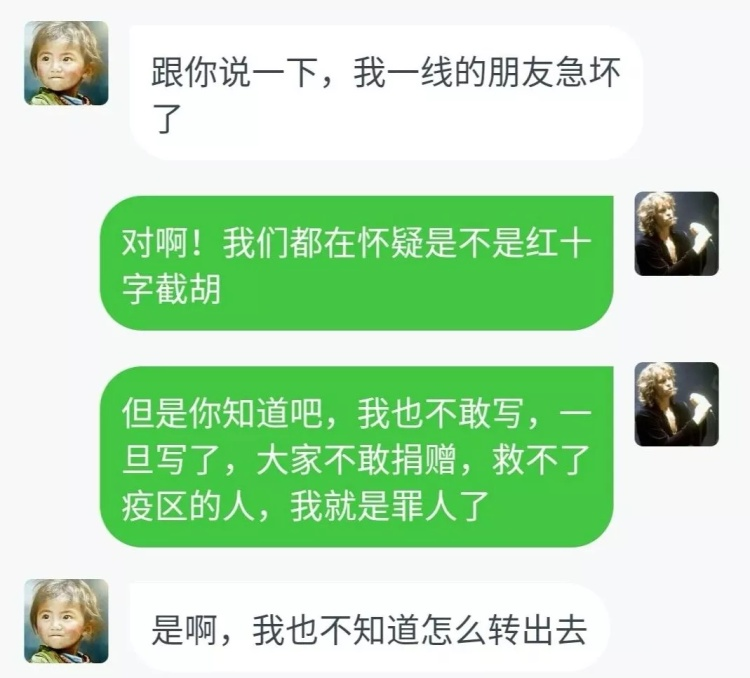 跟你说一下，我一线的朋友急坏
了
对啊！我们都在怀疑是不是红十
字截胡
但是你知道吧，我也不敢写，一
旦写了，大家不敢捐赠，救不了
疫区的人，我就是罪人了
是啊，我也不知道怎么转出去